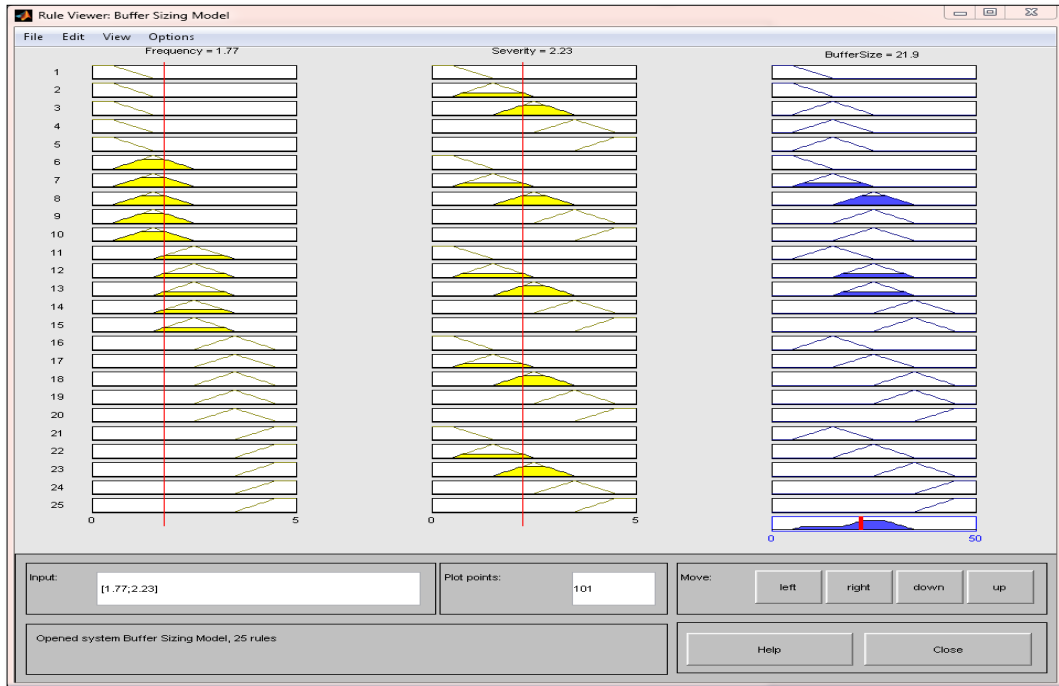 Rule Viewer: Buffer Sizing Model
File Edit View Options
Frequency = 1.77
Severity = 2.23
BufferSize = 21.9
1
2
3
4
5
6
7
8
9
10
11
12
13
14
15
16
17
18
19
20
21
22
23
24
25
0 5
0 5
0 50
Input:
[1.77;2.23]
Plot points:
101
Move:
left right down up
Opened system Buffer Sizing Model, 25 rules
Help Close